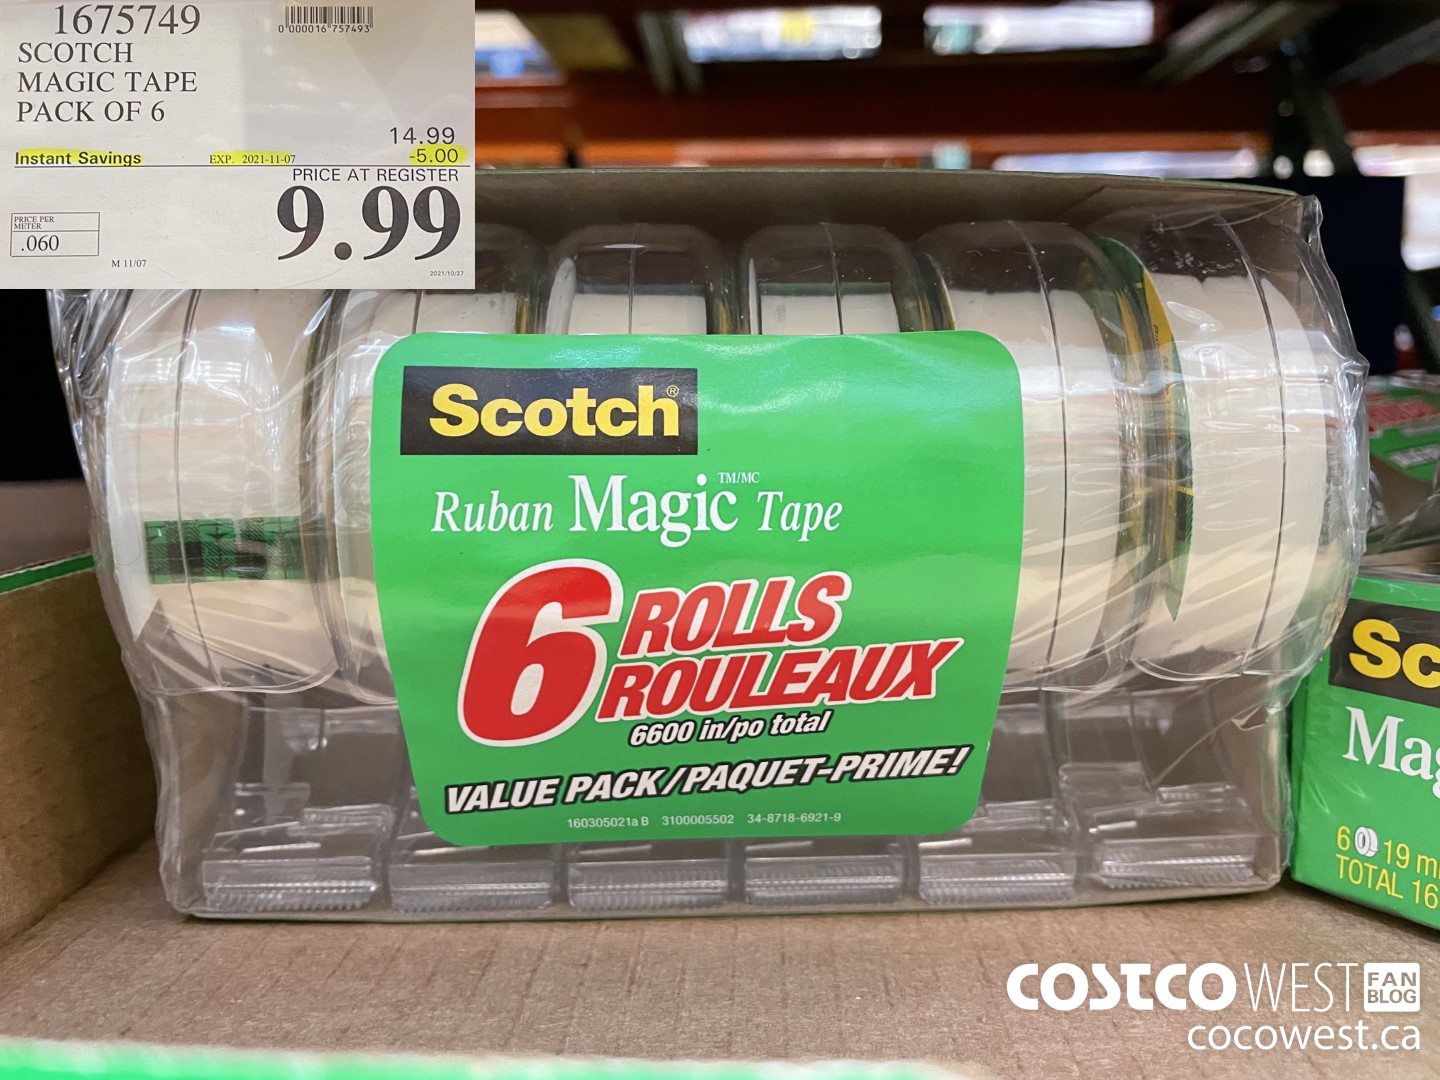 1675749
0 000016 757493
SCOTCH
MAGIC TAPE
PACK OF 6
14.99
Instant Savings EXP. 2021-11-07 -5.00
PRICE AT REGISTER
9.99
PRICE PER
METER
.060
M 11/07
2021/10/27
Scotch®
Ruban Magic™/MC Tape
6 ROLLS
ROULEAUX
6600 in/po total
VALUE PACK/PAQUET-PRIME!
160305021a B 3100005502 34-8718-6921-9
Sc
Mag
6 19 m
TOTAL 16
COSTCO WEST FAN
BLOG
cocowest.ca